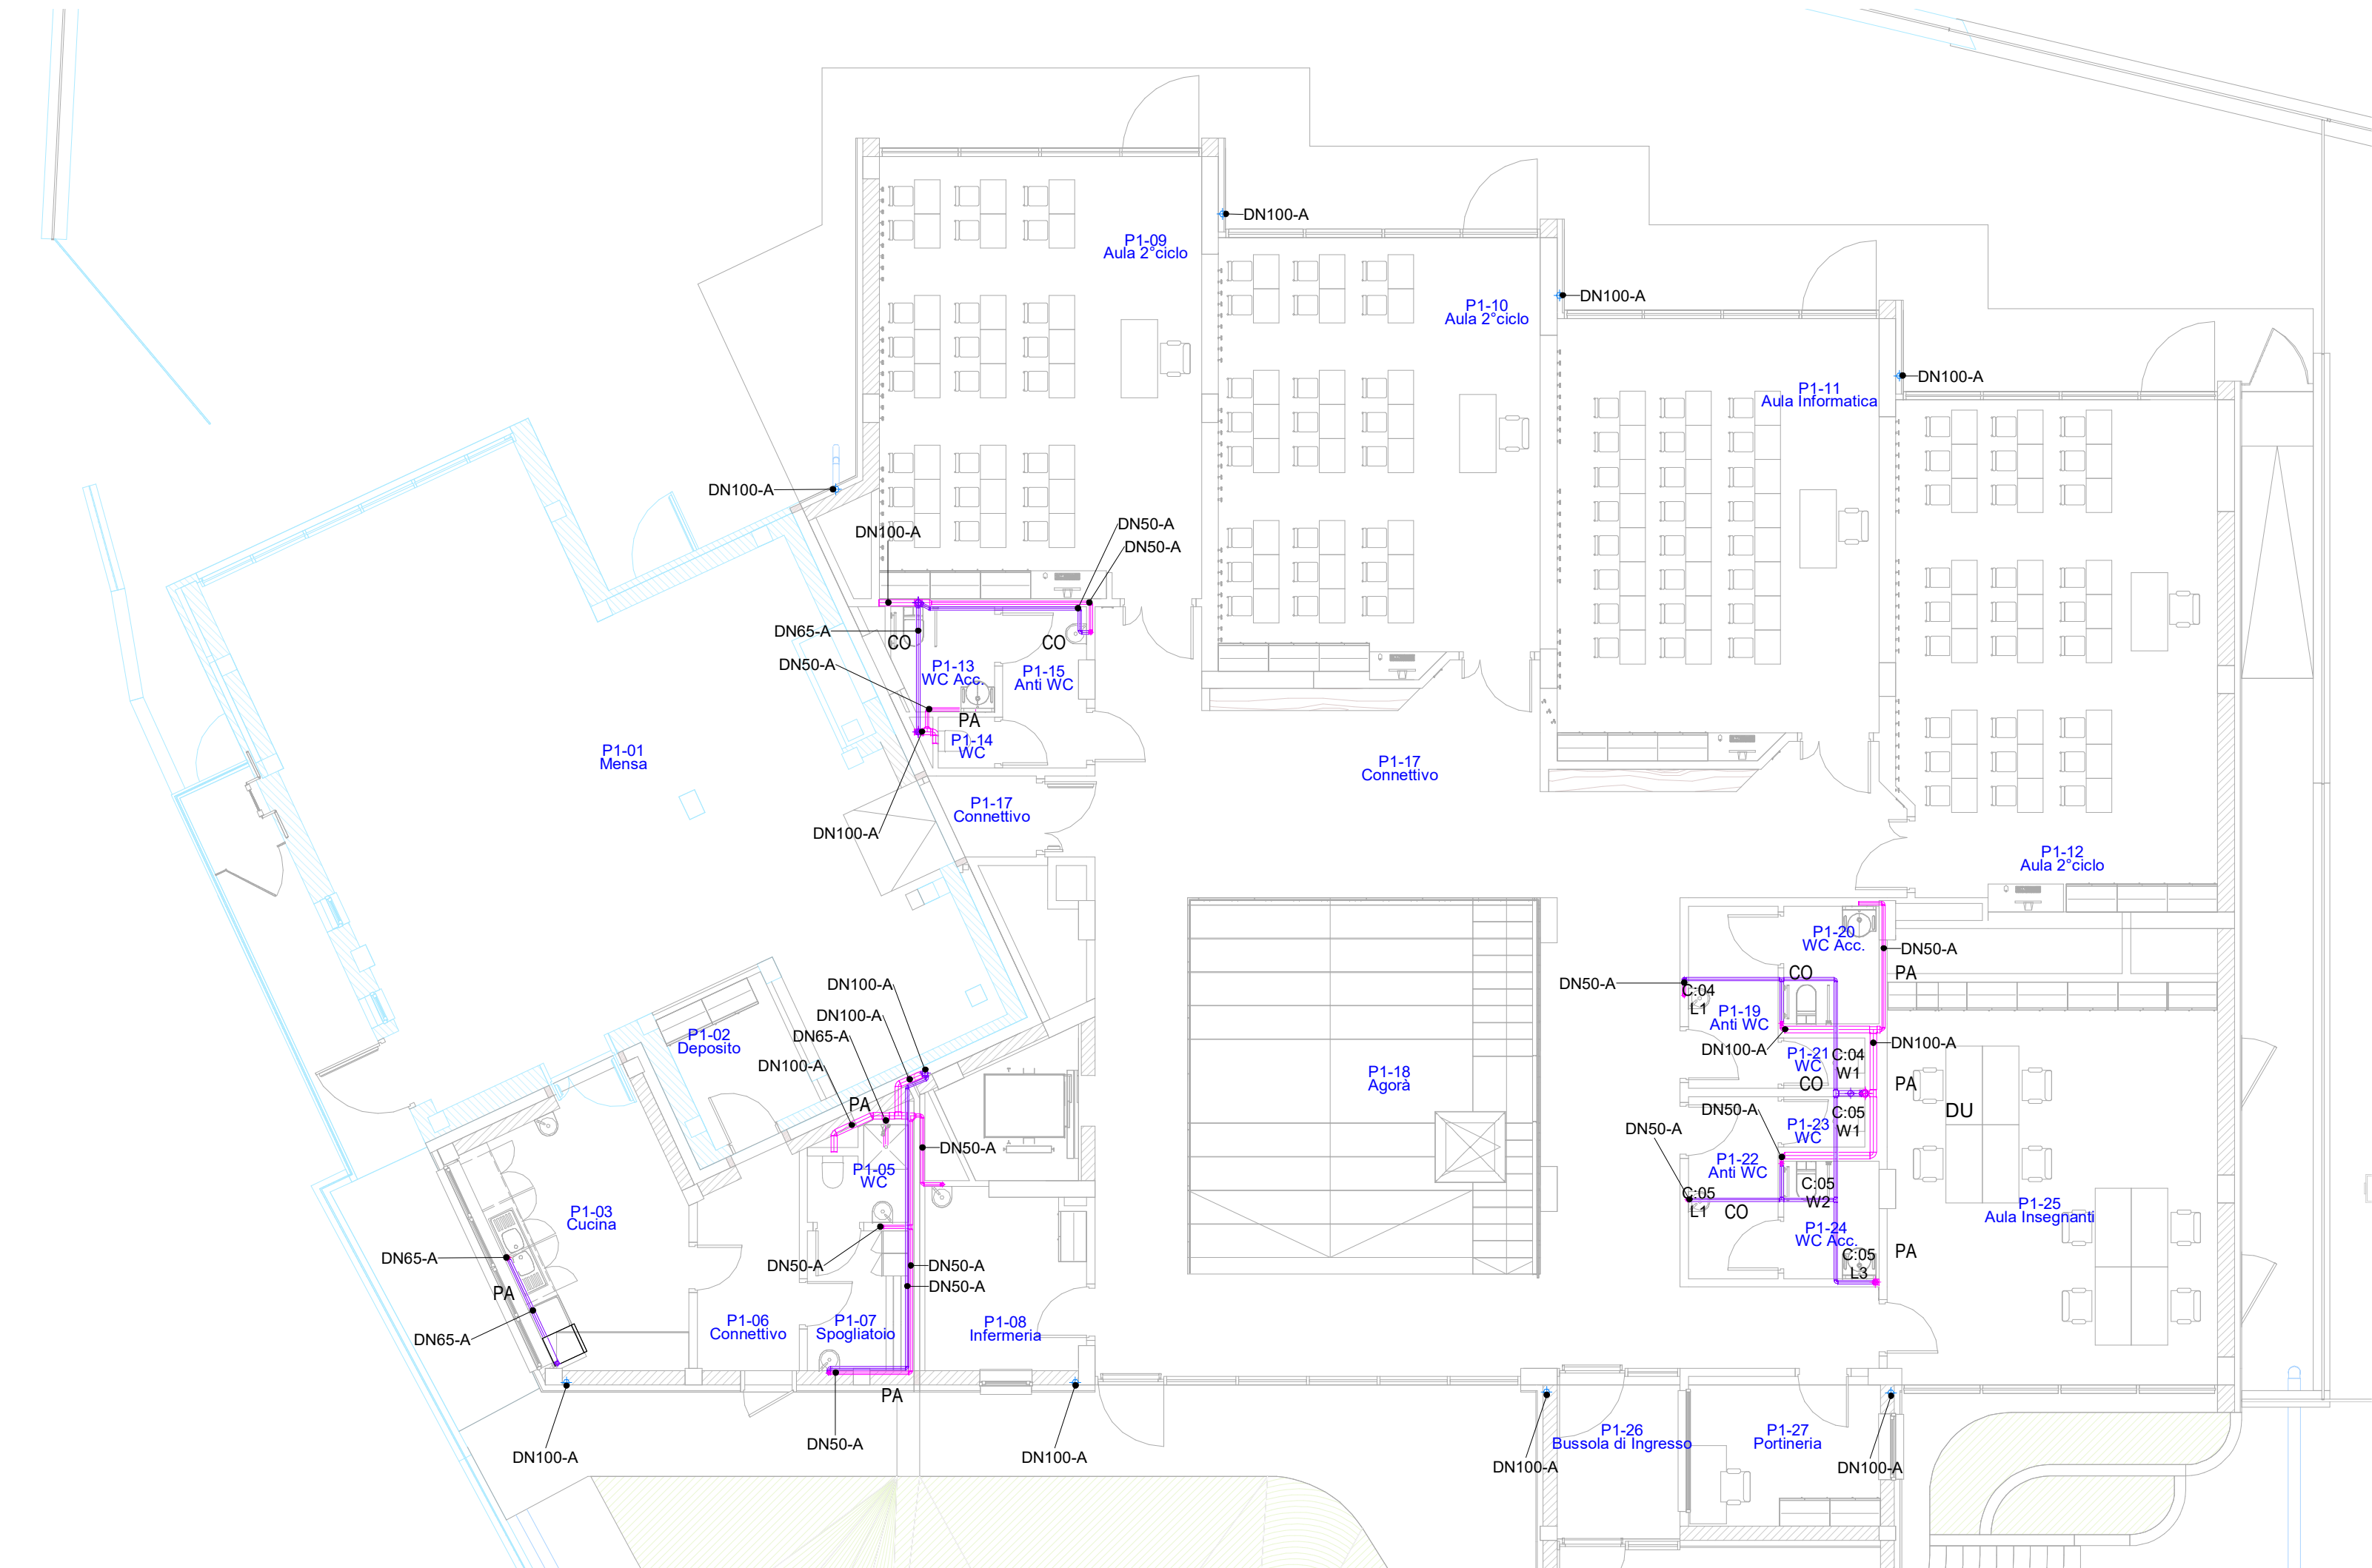 DN100-A
P1-09
Aula 2°ciclo
DN100-A
P1-10
Aula 2°ciclo
DN100-A
P1-11
Aula Informatica
DN100-A
DN100-A
DN50-A
DN100-A
DN50-A
DN65-A
CO
CO
DN50-A
P1-13
WC Acc.
P1-15
Anti WC
PA
P1-14
WC
P1-01
Mensa
P1-17
Connettivo
P1-17
Connettivo
DN100-A
P1-12
Aula 2°ciclo
P1-20
WC Acc.
DN50-A
CO
PA
DN50-A
C:04
L1
P1-19
Anti WC
DN100-A
DN100-A
P1-21
WC
C:04
W1
CO
PA
DN100-A
DN100-A
DN65-A
DN100-A
P1-02
Deposito
PA
P1-18
Agorà
DN50-A
DU
C:05
W1
P1-23
WC
DN50-A
DN50-A
P1-05
WC
P1-22
Anti WC
C:05
W2
C:05
L1
CO
P1-25
Aula Insegnanti
P1-03
Cucina
P1-24
WC Acc.
C:05
L3
PA
DN65-A
DN50-A
DN50-A
DN50-A
PA
DN65-A
P1-06
Connettivo
P1-07
Spogliatoio
P1-08
Infermeria
PA
DN50-A
DN100-A
DN100-A
P1-26
Bussola di Ingresso
P1-27
Portineria
DN100-A
DN100-A